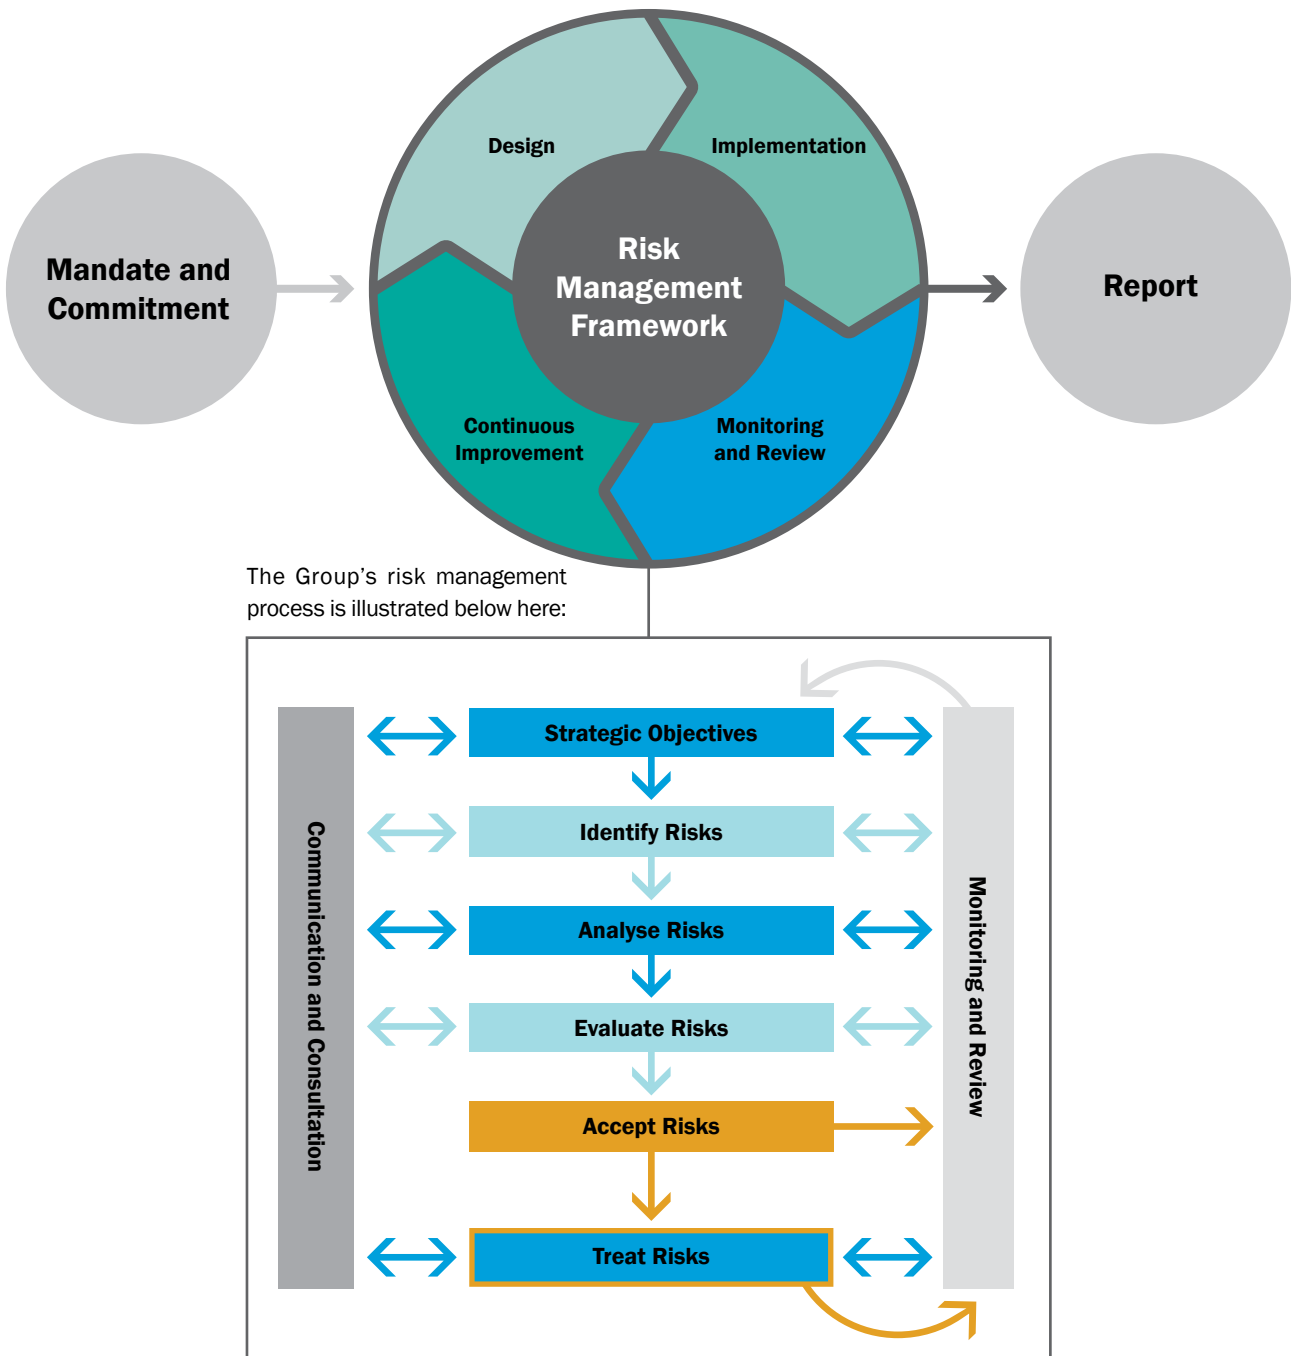 Design
Implementation
Mandate and
Commitment
Risk
Management
Framework
Report
Continuous
Improvement
Monitoring
and Review
The Group's risk management
process is illustrated below here:
Communication and Consultation
Strategic Objectives
Identify Risks
Analyse Risks
Evaluate Risks
Accept Risks
Treat Risks
Monitoring and Review